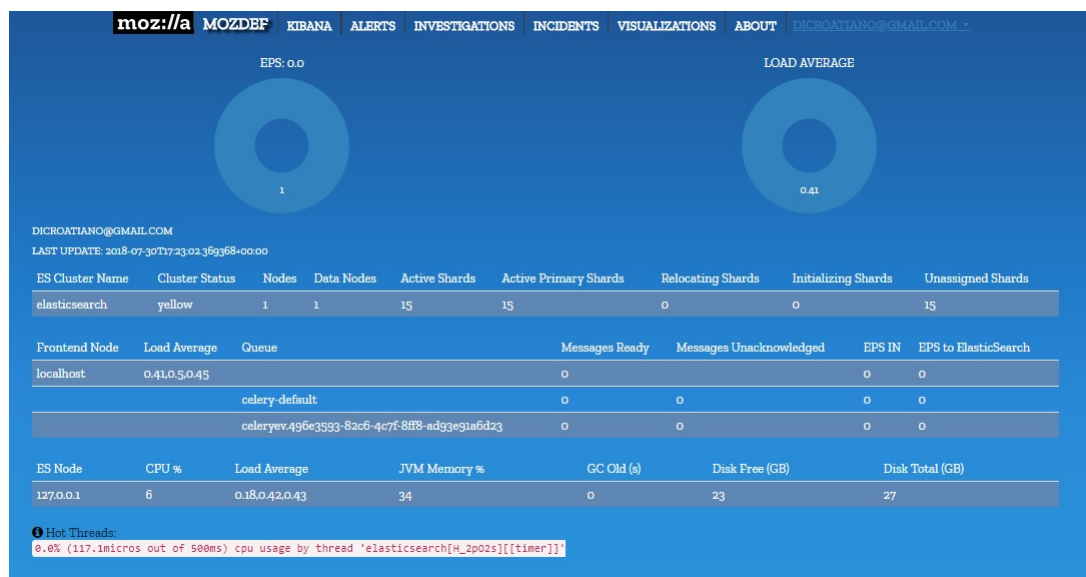 moz://a MOZDEF KIBANA ALERTS INVESTIGATIONS INCIDENTS VISUALIZATIONS ABOUT DICROATIANO@GMAIL.COM
EPS: 0.0 LOAD AVERAGE
1 0.41
DICROATIANO@GMAIL.COM
LAST UPDATE: 2018-07-30T17:23:02.369368+00:00
ES Cluster Name Cluster Status Nodes Data Nodes Active Shards Active Primary Shards Relocating Shards Initializing Shards Unassigned Shards
elasticsearch yellow 1 1 15 15 0 0 15
Frontend Node Load Average Queue Messages Ready Messages Unacknowledged EPS IN EPS to ElasticSearch
localhost 0.41,0.5,0.45 0 0 0
celery-default 0 0 0 0
celeryev.496e3593-82c6-4c7f-8ff8-ad93e91a6d23 0 0 0 0
ES Node CPU % Load Average JVM Memory % GC Old (s) Disk Free (GB) Disk Total (GB)
127.0.0.1 6 0.18,0.42,0.43 34 0 23 27
Hot Threads:
0.0% (117.1micros out of 500ms) cpu usage by thread 'elasticsearch[H_2pO2s][[timer]]'